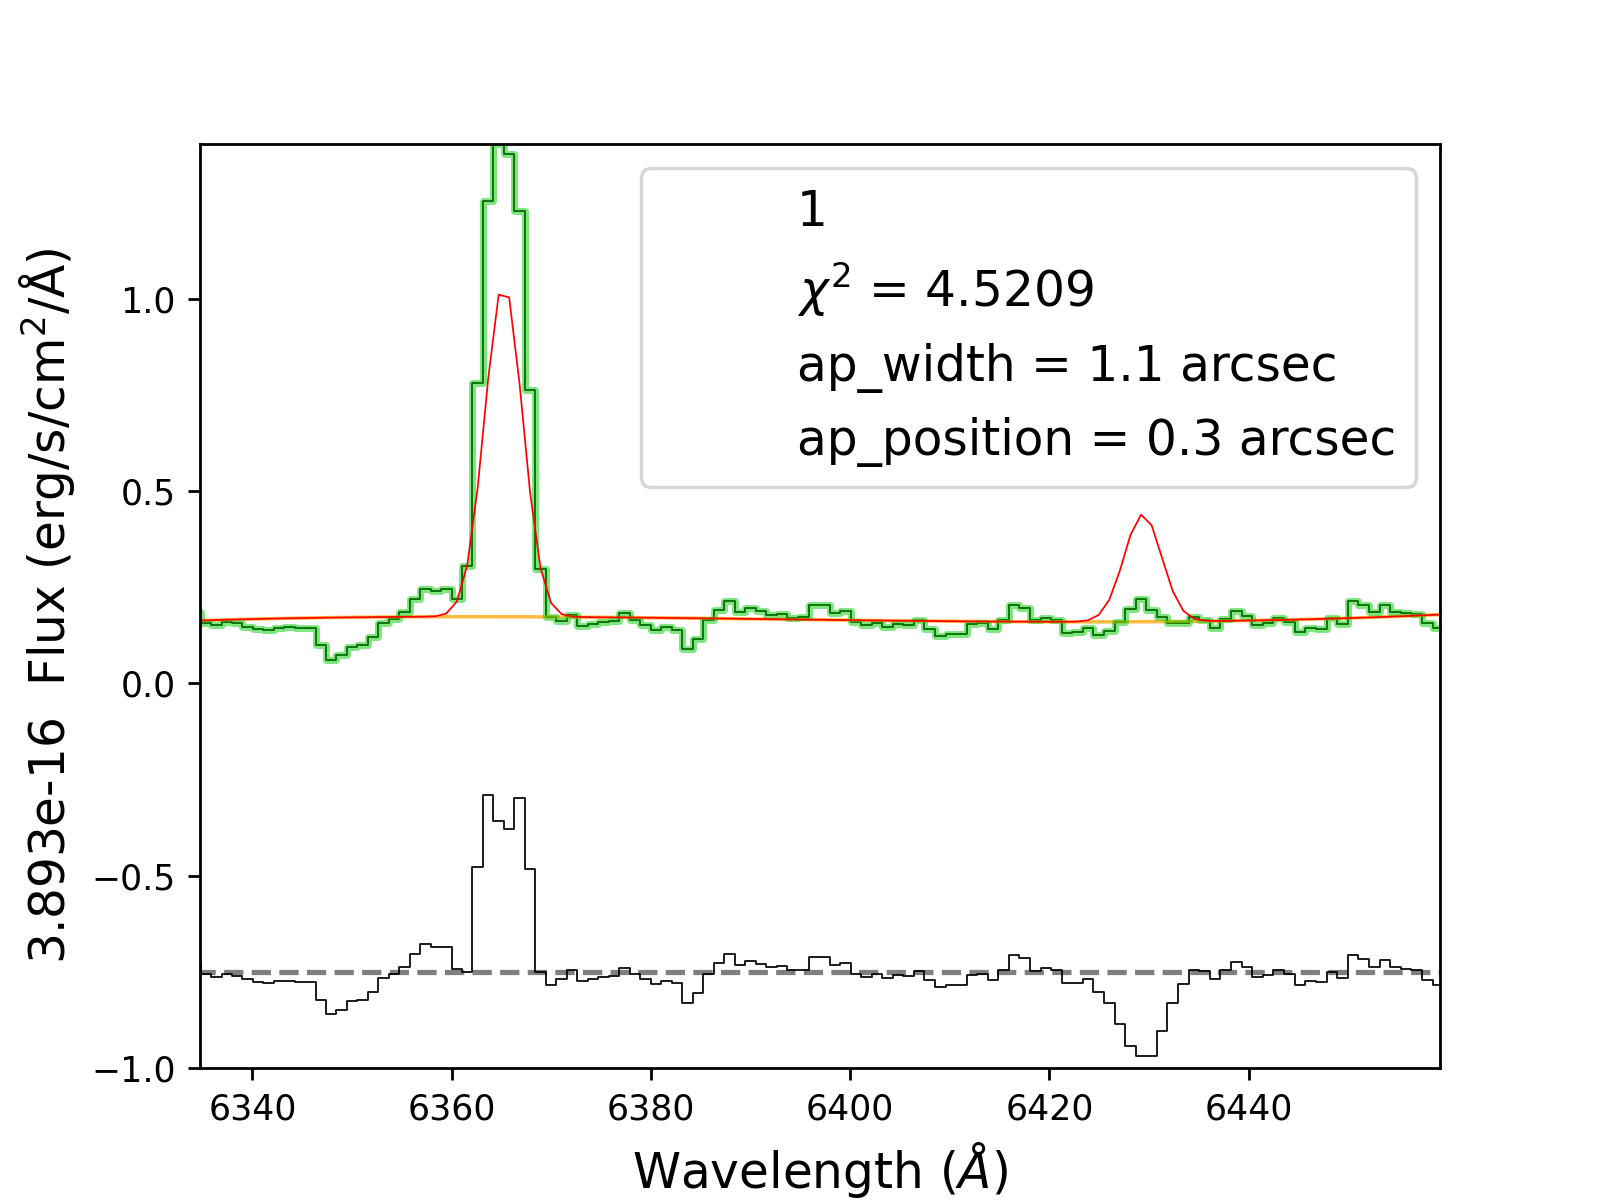 1
χ² = 4.5209
ap_width = 1.1 arcsec
ap_position = 0.3 arcsec
3.893e-16 Flux (erg/s/cm²/Å)
1.0
0.5
0.0
−0.5
−1.0
6340 6360 6380 6400 6420 6440
Wavelength (Å)